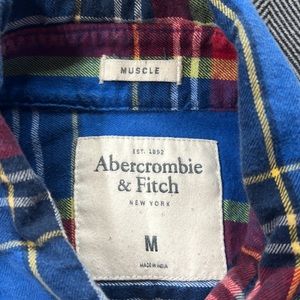 MUSCLE
EST. 1892
Abercrombie
& Fitch
NEW YORK
M
MADE IN INDIA